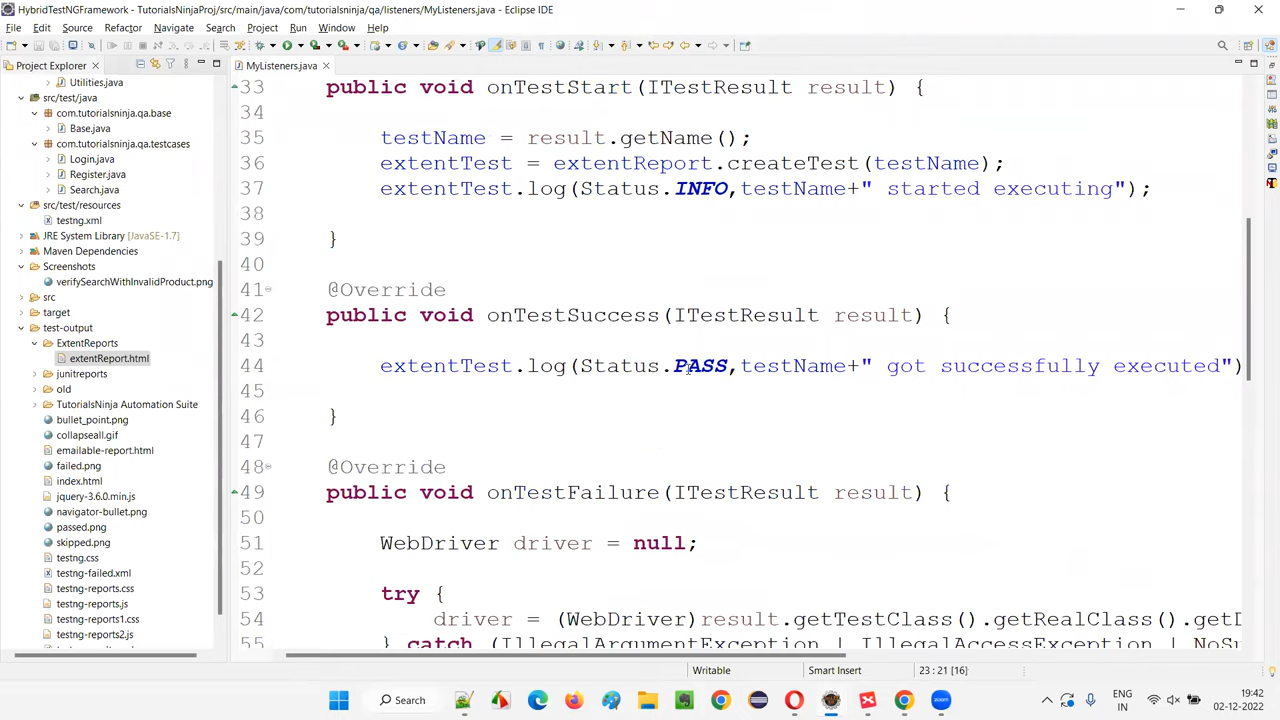 HybridTestNGFramework - TutorialsNinjaProj/src/main/java/com/tutorialsninja/qa/listeners/MyListeners.java - Eclipse IDE
File Edit Source Refactor Navigate Search Project Run Window Help
Project Explorer
Utilities.java
src/test/java
com.tutorialsninja.qa.base
Base.java
com.tutorialsninja.qa.testcases
Login.java
Register.java
Search.java
src/test/resources
testng.xml
JRE System Library [JavaSE-1.7]
Maven Dependencies
Screenshots
verifySearchWithInvalidProduct.png
src
target
test-output
ExtentReports
extentReport.html
junitreports
old
TutorialsNinja Automation Suite
bullet_point.png
collapseall.gif
emailable-report.html
failed.png
index.html
jquery-3.6.0.min.js
navigator-bullet.png
passed.png
skipped.png
testng.css
testng-failed.xml
testng-reports.css
testng-reports.js
testng-reports1.css
testng-reports2.js
MyListeners.java
33 public void onTestStart(ITestResult result) {
34
35 testName = result.getName();
36 extentTest = extentReport.createTest(testName);
37 extentTest.log(Status.INFO,testName+" started executing");
38
39 }
40
41 @Override
42 public void onTestSuccess(ITestResult result) {
43
44 extentTest.log(Status.PASS,testName+" got successfully executed")
45
46 }
47
48 @Override
49 public void onTestFailure(ITestResult result) {
50
51 WebDriver driver = null;
52
53 try {
54 driver = (WebDriver)result.getTestClass().getRealClass().getD
55 } catch (IllegalArgumentException | IllegalAccessException | NoSu
Writable Smart Insert 23 : 21 [16]
Search
ENG
IN
19:42
02-12-2022